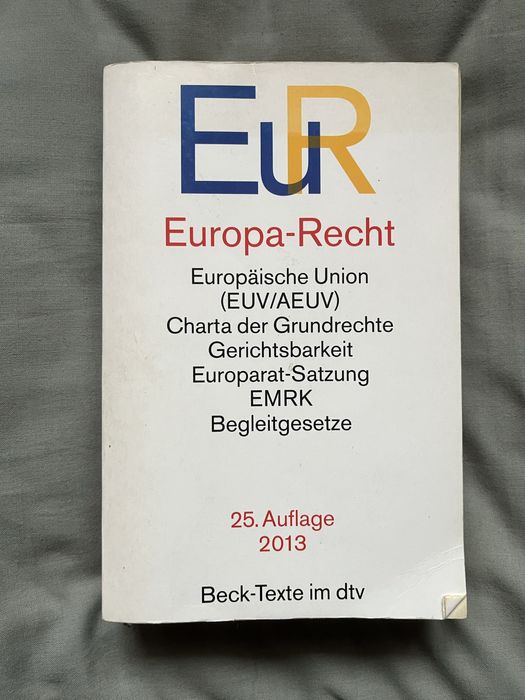 EuR
Europa-Recht
Europäische Union
(EUV/AEUV)
Charta der Grundrechte
Gerichtsbarkeit
Europarat-Satzung
EMRK
Begleitgesetze
25. Auflage
2013
Beck-Texte im dtv